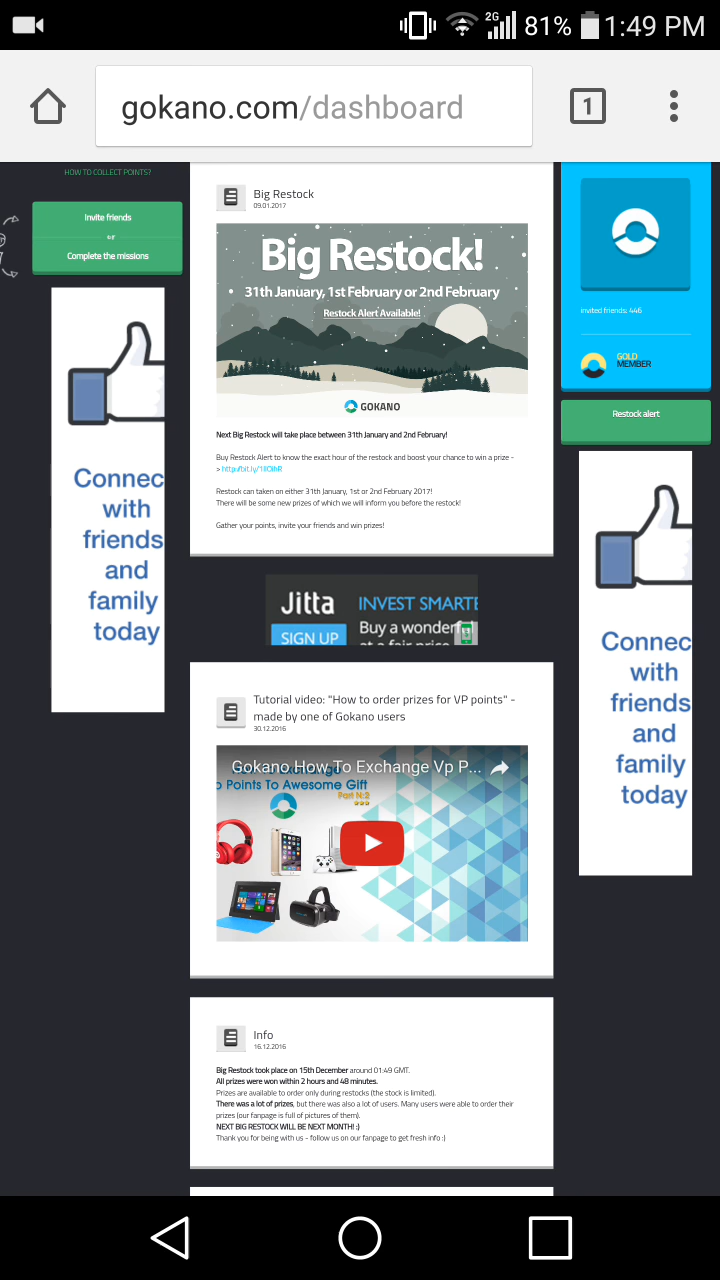 2G 81% 1:49 PM
gokano.com/dashboard
1
HOW TO COLLECT POINTS?
Invite friends
or
Complete the missions
Connec
with
friends
and
family
today
Big Restock
09.01.2017
Big Restock!
31th January, 1st February or 2nd February
Restock Alert Available!
GOKANO
Next Big Restock will take place between 31th January and 2nd February!
Buy Restock Alert to know the exact hour of the restock and boost your chance to win a prize -
>
Restock can taken on either 31th January, 1st or 2nd February 2017!
There will be some new prizes of which we will inform you before the restock!
Gather your points, invite your friends and win prizes!
Jitta
SIGN UP
INVEST SMARTE
Buy a wonderful
at a fair price
Tutorial video: "How to order prizes for VP points" -
made by one of Gokano users
30.12.2016
Gokano How To Exchange Vp P...
o Points To Awesome Gift
Part N:2
Info
16.12.2016
Big Restock took place on 15th December around 01:49 GMT.
All prizes were won within 2 hours and 48 minutes.
Prizes are available to order only during restocks (the stock is limited).
There was a lot of prizes, but there was also a lot of users. Many users were able to order their
prizes (our fanpage is full of pictures of them).
NEXT BIG RESTOCK WILL BE NEXT MONTH! :)
Thank you for being with us - follow us on our fanpage to get fresh info :)
invited friends: 446
GOLD
MEMBER
Restock alert
Connec
with
friends
and
family
today